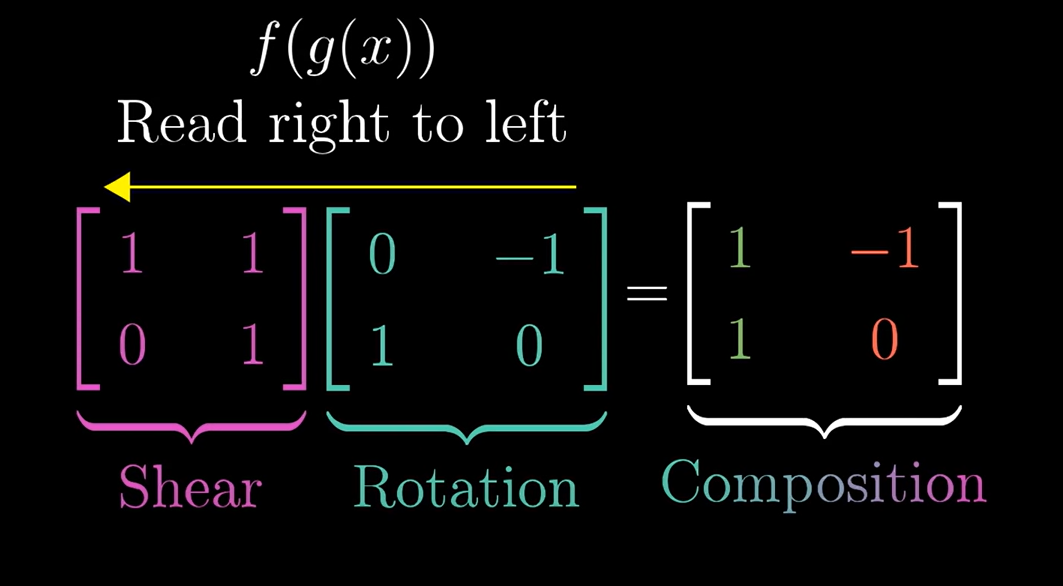 f(g(x))
Read right to left
[ 1 1 ] [ 0 −1 ] = [ 1 −1 ]
[ 0 1 ] [ 1 0 ] [ 1 0 ]
Shear Rotation Composition